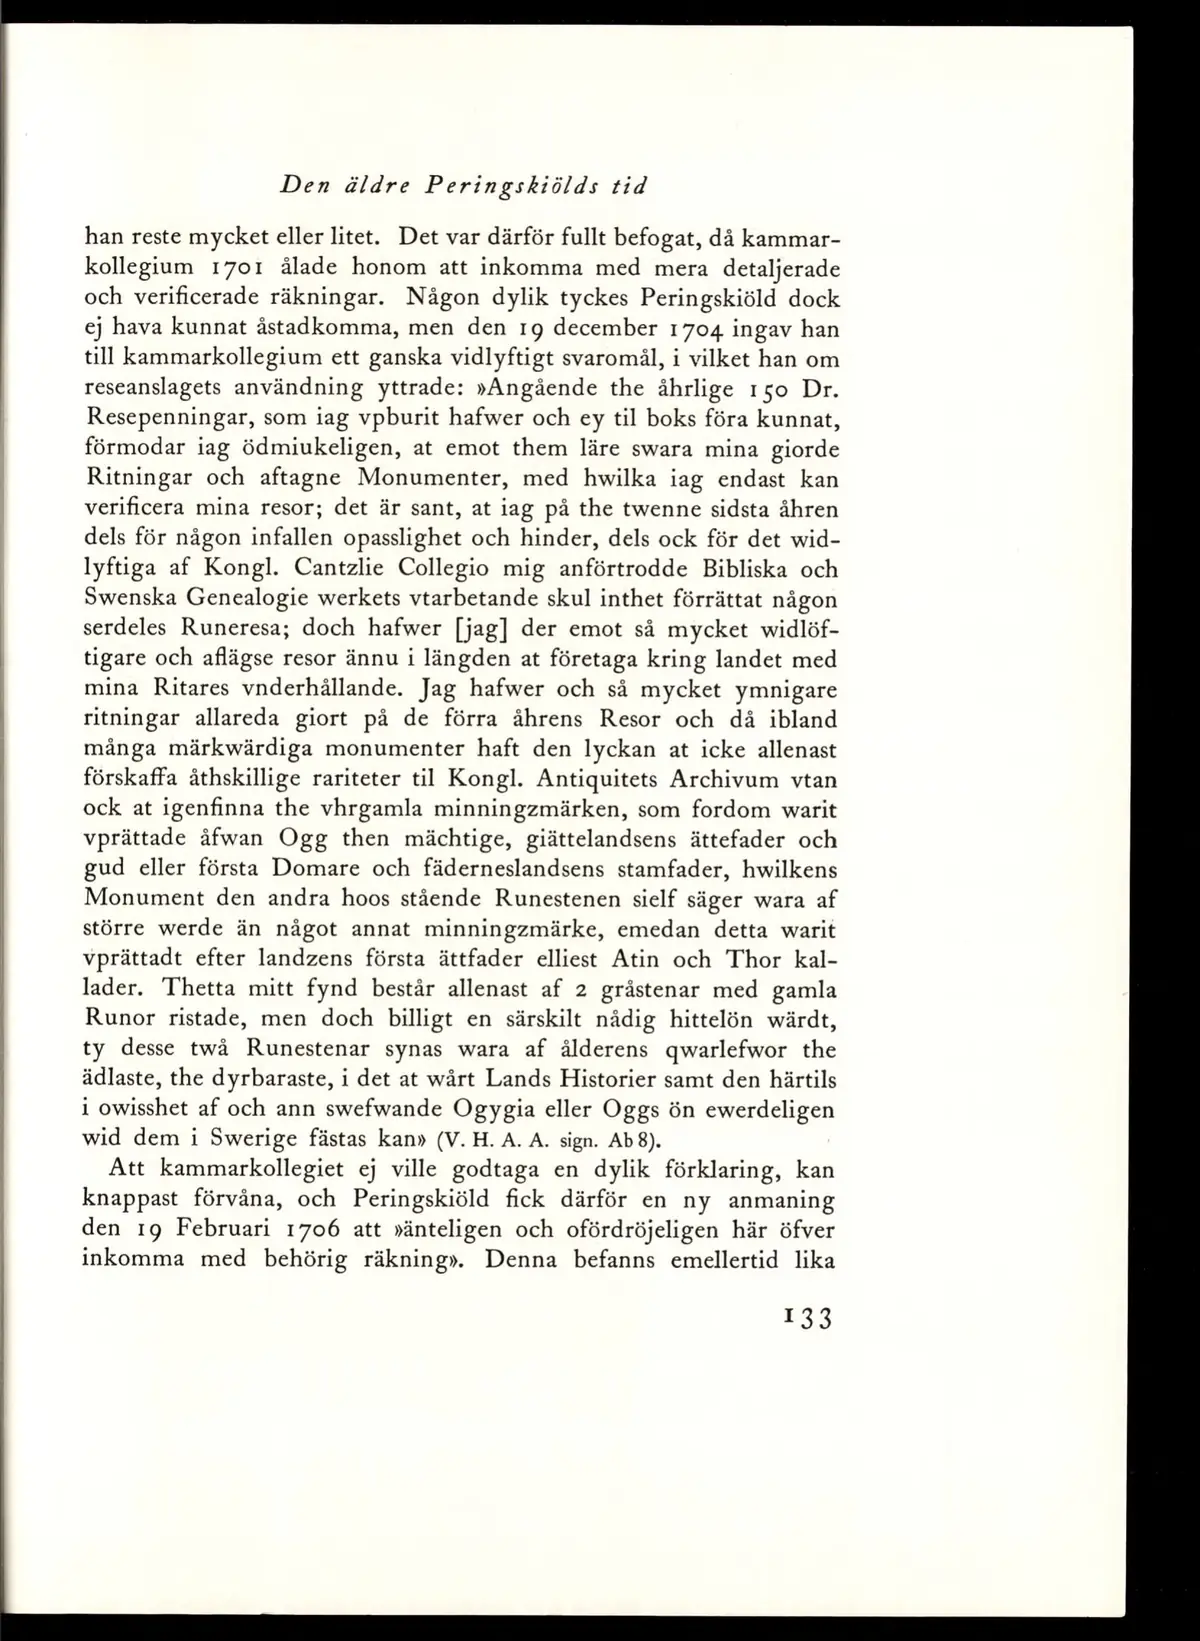 Den äldre Peringskiölds tid
han reste mycket eller litet. Det var därför fullt befogat, då kammar-
kollegium 1701 ålade honom att inkomma med mera detaljerade
och verificerade räkningar. Någon dylik tyckes Peringskiöld dock
ej hava kunnat åstadkomma, men den 19 december 1704 ingav han
till kammarkollegium ett ganska vidlyftigt svaromål, i vilket han om
reseanslagets användning yttrade: »Angående the åhrlige 150 Dr.
Resepenningar, som iag vpburit hafwer och ey til boks föra kunnat,
förmodar iag ödmiukeligen, at emot them läre swara mina giorde
Ritningar och aftagne Monumenter, med hwilka iag endast kan
verificera mina resor; det är sant, at iag på the twenne sidsta åhren
dels för någon infallen opasslighet och hinder, dels ock för det wid-
lyftiga af Kongl. Cantzlie Collegio mig anförtrodde Bibliska och
Swenska Genealogie werkets vtarbetande skul inthet förrättat någon
serdeles Runeresa; doch hafwer [jag] der emot så mycket widlöf-
tigare och aflägse resor ännu i längden at företaga kring landet med
mina Ritares vnderhållande. Jag hafwer och så mycket ymnigare
ritningar allareda giort på de förra åhrens Resor och då ibland
många märkwärdiga monumenter haft den lyckan at icke allenast
förskaffa åthskillige rariteter til Kongl. Antiquitets Archivum vtan
ock at igenfinna the vhrgamla minningzmärken, som fordom warit
vprättade åfwan Ogg then mächtige, giättelandsens ättefader och
gud eller första Domare och fäderneslandsens stamfader, hwilkens
Monument den andra hoos stående Runestenen sielf säger wara af
större werde än något annat minningzmärke, emedan detta warit
vprättadt efter landzens första ättfader elliest Atin och Thor kal-
lader. Thetta mitt fynd består allenast af 2 gråstenar med gamla
Runor ristade, men doch billigt en särskilt nådig hittelön wärdt,
ty desse twå Runestenar synas wara af ålderens qwarlefwor the
ädlaste, the dyrbaraste, i det at wårt Lands Historier samt den härtils
i owisshet af och ann swefwande Ogygia eller Oggs ön ewerdeligen
wid dem i Swerige fästas kan» (V. H. A. A. sign. Ab 8).
Att kammarkollegiet ej ville godtaga en dylik förklaring, kan
knappast förvåna, och Peringskiöld fick därför en ny anmaning
den 19 Februari 1706 att »änteligen och ofördröjeligen här öfver
inkomma med behörig räkning». Denna befanns emellertid lika
133